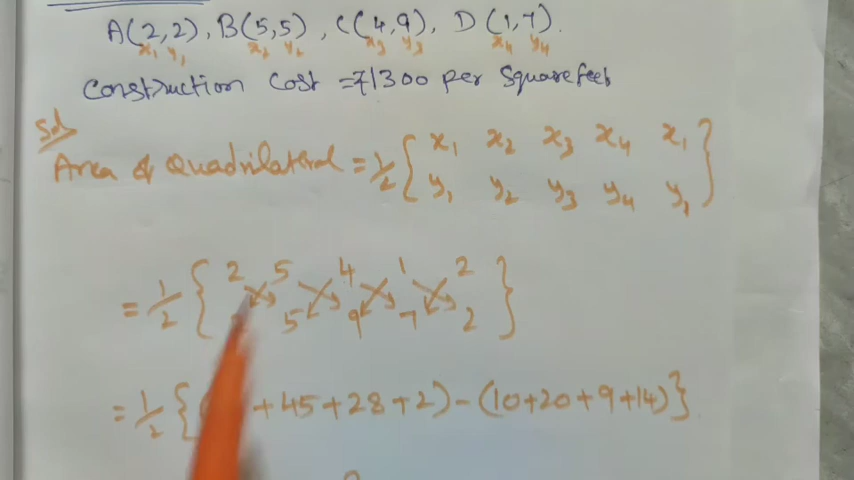 A(2,2), B(5,5), C(4,9), D(1,7).
x₁ y₁ x₂ y₂ x₃ y₃ x₄ y₄
Construction Cost = ₹1300 per Squarefeet
Sol
Area of Quadrilateral = 1/2 { x₁ x₂ x₃ x₄ x₁
y₁ y₂ y₃ y₄ y₁ }
= 1/2 { 2 5 4 1 2
5 9 7 2 }
= 1/2 { ( + 45 + 28 + 2) - (10+20+9+14) }